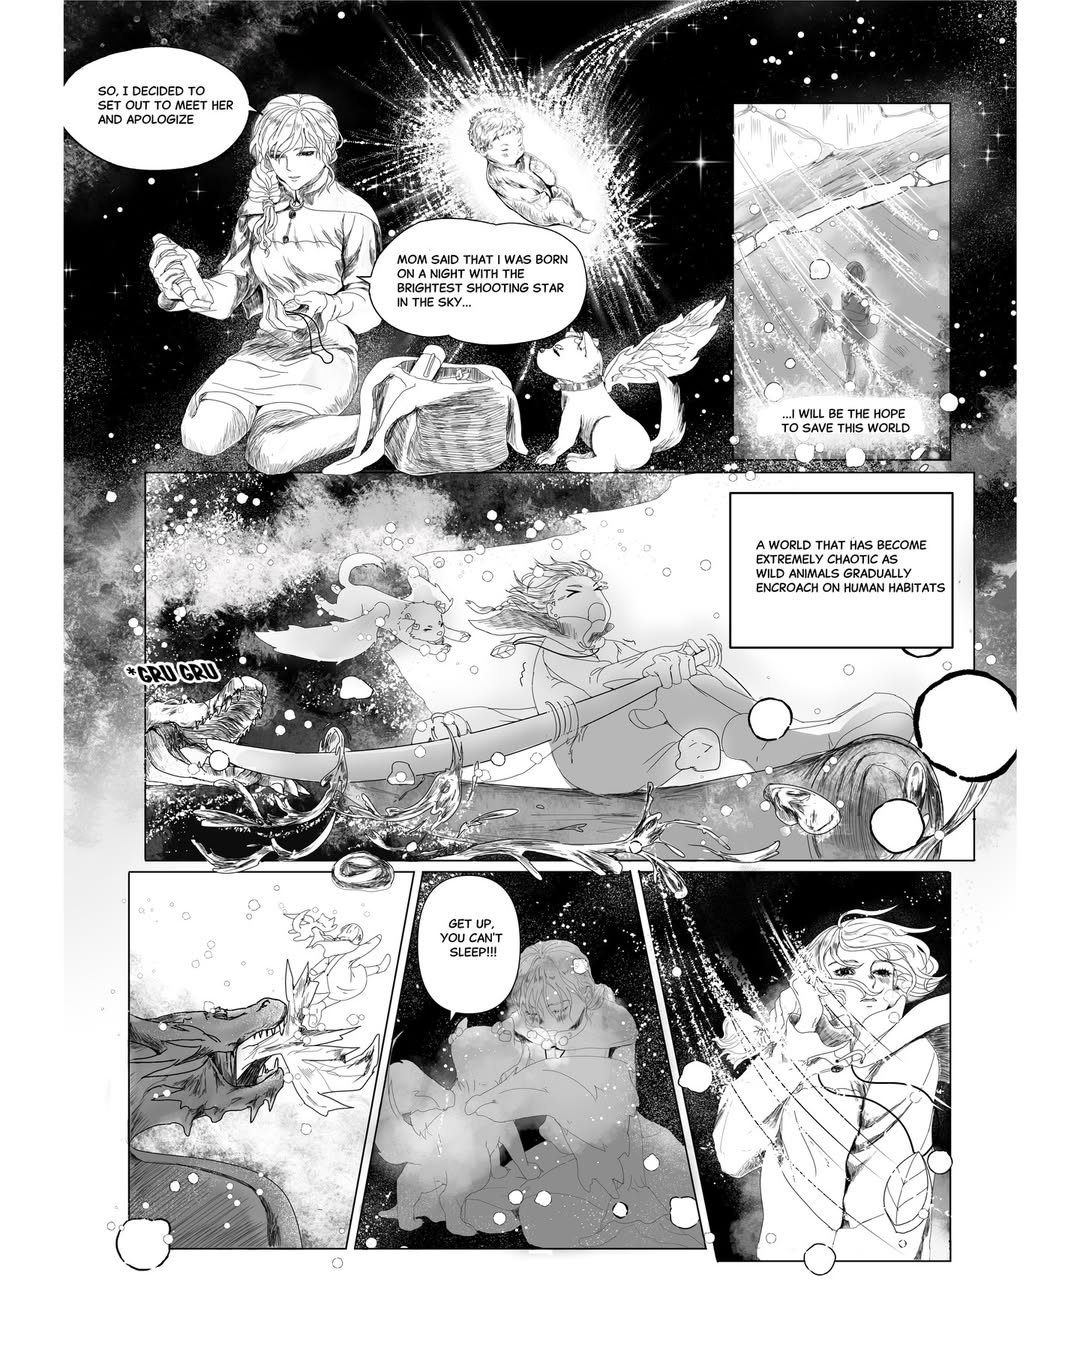 SO, I DECIDED TO
SET OUT TO MEET HER
AND APOLOGIZE
MOM SAID THAT I WAS BORN
ON A NIGHT WITH THE
BRIGHTEST SHOOTING STAR
IN THE SKY...
...I WILL BE THE HOPE
TO SAVE THIS WORLD
A WORLD THAT HAS BECOME
EXTREMELY CHAOTIC AS
WILD ANIMALS GRADUALLY
ENCROACH ON HUMAN HABITATS
*GRU GRU
GET UP,
YOU CAN'T
SLEEP!!!